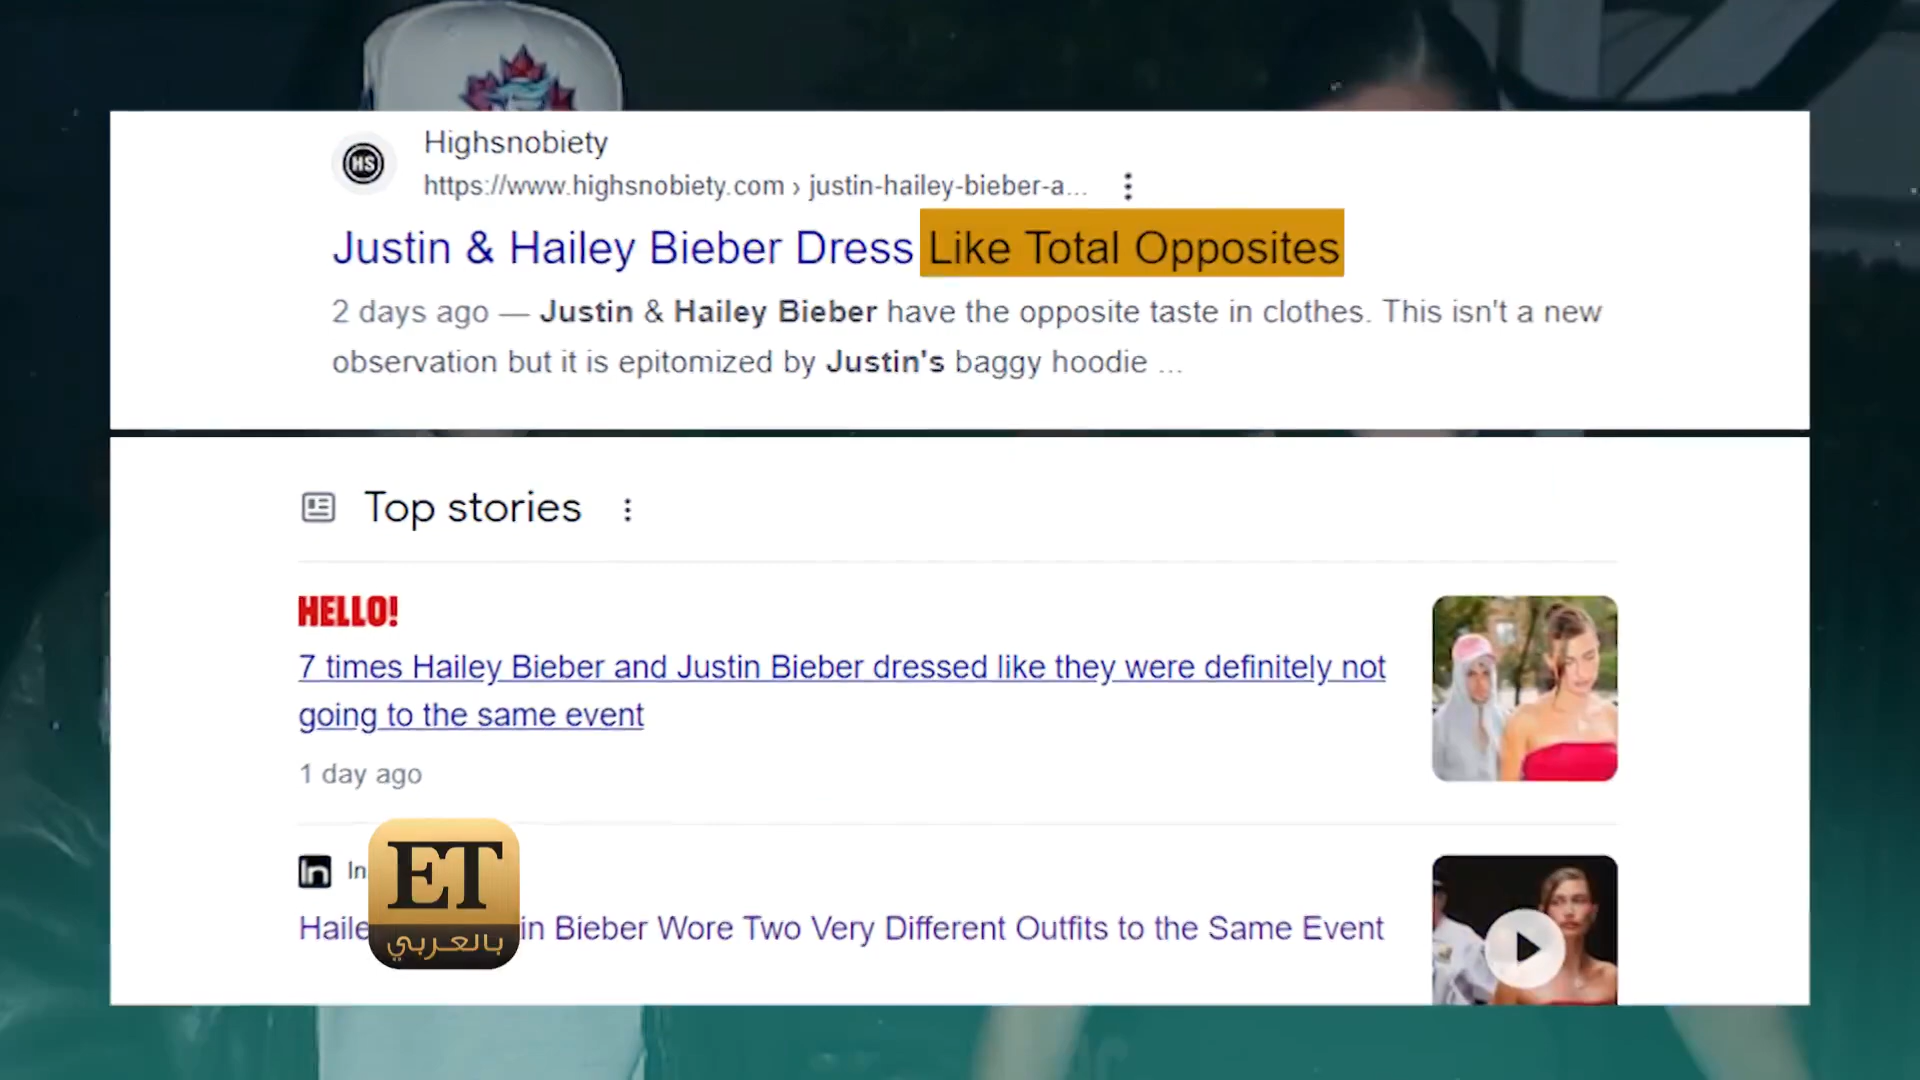 Highsnobiety
HS
https://www.highsnobiety.com › justin-hailey-bieber-a...
Justin & Hailey Bieber Dress Like Total Opposites
2 days ago — Justin & Hailey Bieber have the opposite taste in clothes. This isn't a new
observation but it is epitomized by Justin's baggy hoodie ...
Top stories
HELLO!
7 times Hailey Bieber and Justin Bieber dressed like they were definitely not
going to the same event
1 day ago
In
ET
بالعربي
in Bieber Wore Two Very Different Outfits to the Same Event